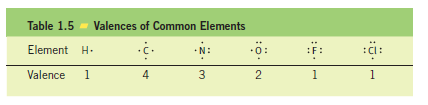 Table 1.5 Valences of Common Elements
Element H· ·C· ·N: ·O: :F: :Cl:
Valence 1 4 3 2 1 1